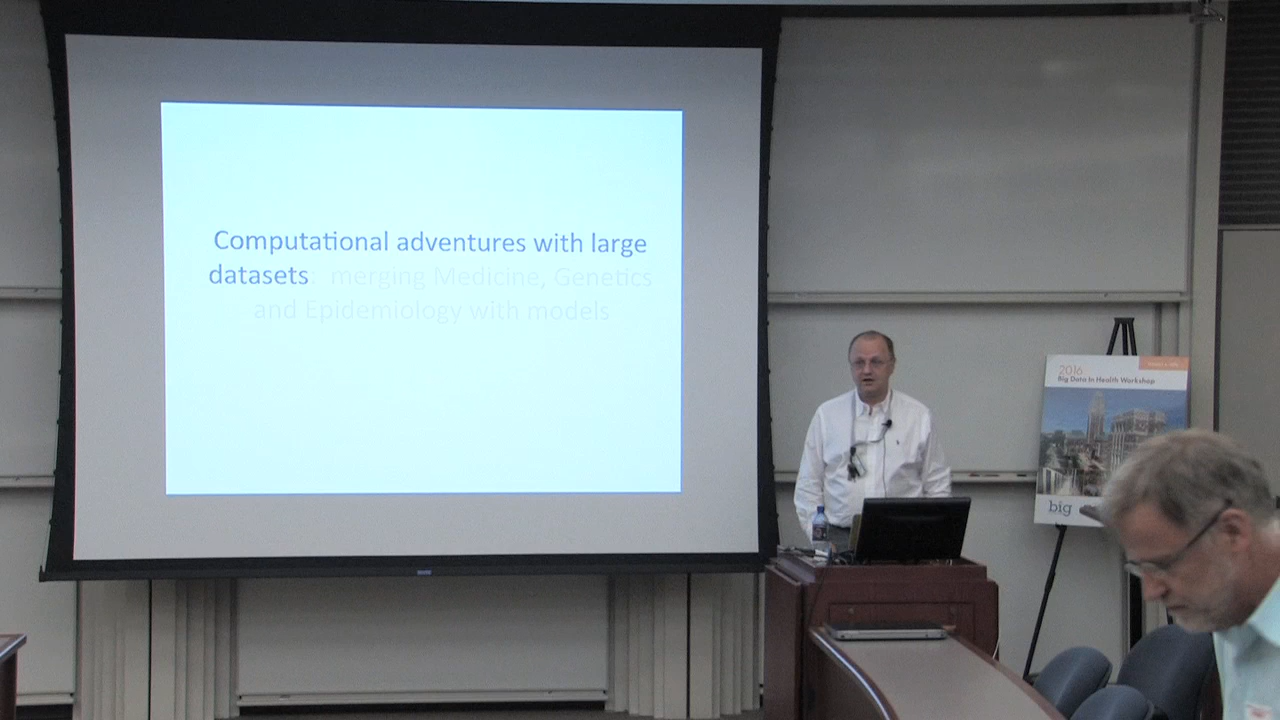 Computational adventures with large
datasets: merging Medicine, Genetics
and Epidemiology with models
2016
Big Data In Health Workshop
big